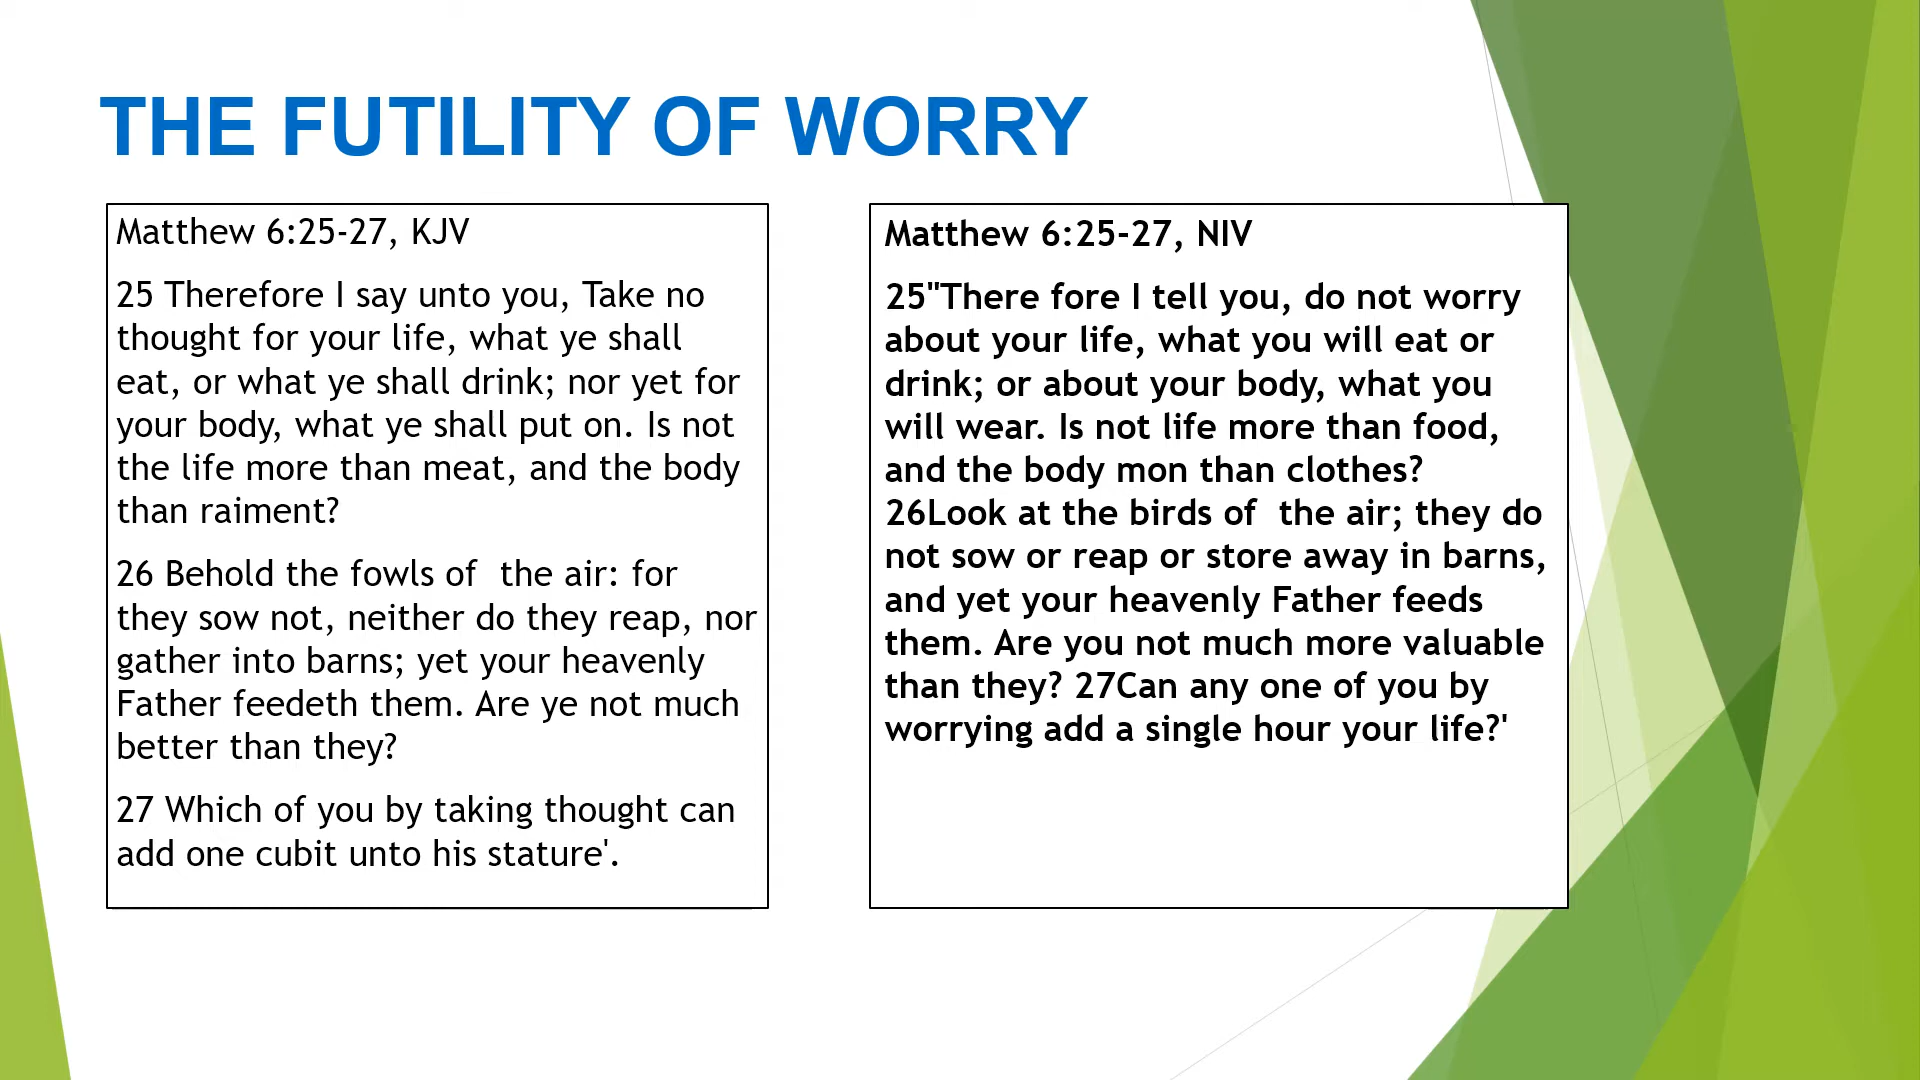 THE FUTILITY OF WORRY
Matthew 6:25-27, KJV
25 Therefore I say unto you, Take no
thought for your life, what ye shall
eat, or what ye shall drink; nor yet for
your body, what ye shall put on. Is not
the life more than meat, and the body
than raiment?
26 Behold the fowls of  the air: for
they sow not, neither do they reap, nor
gather into barns; yet your heavenly
Father feedeth them. Are ye not much
better than they?
27 Which of you by taking thought can
add one cubit unto his stature'.
Matthew 6:25-27, NIV
25"There fore I tell you, do not worry
about your life, what you will eat or
drink; or about your body, what you
will wear. Is not life more than food,
and the body mon than clothes?
26Look at the birds of  the air; they do
not sow or reap or store away in barns,
and yet your heavenly Father feeds
them. Are you not much more valuable
than they? 27Can any one of you by
worrying add a single hour your life?'